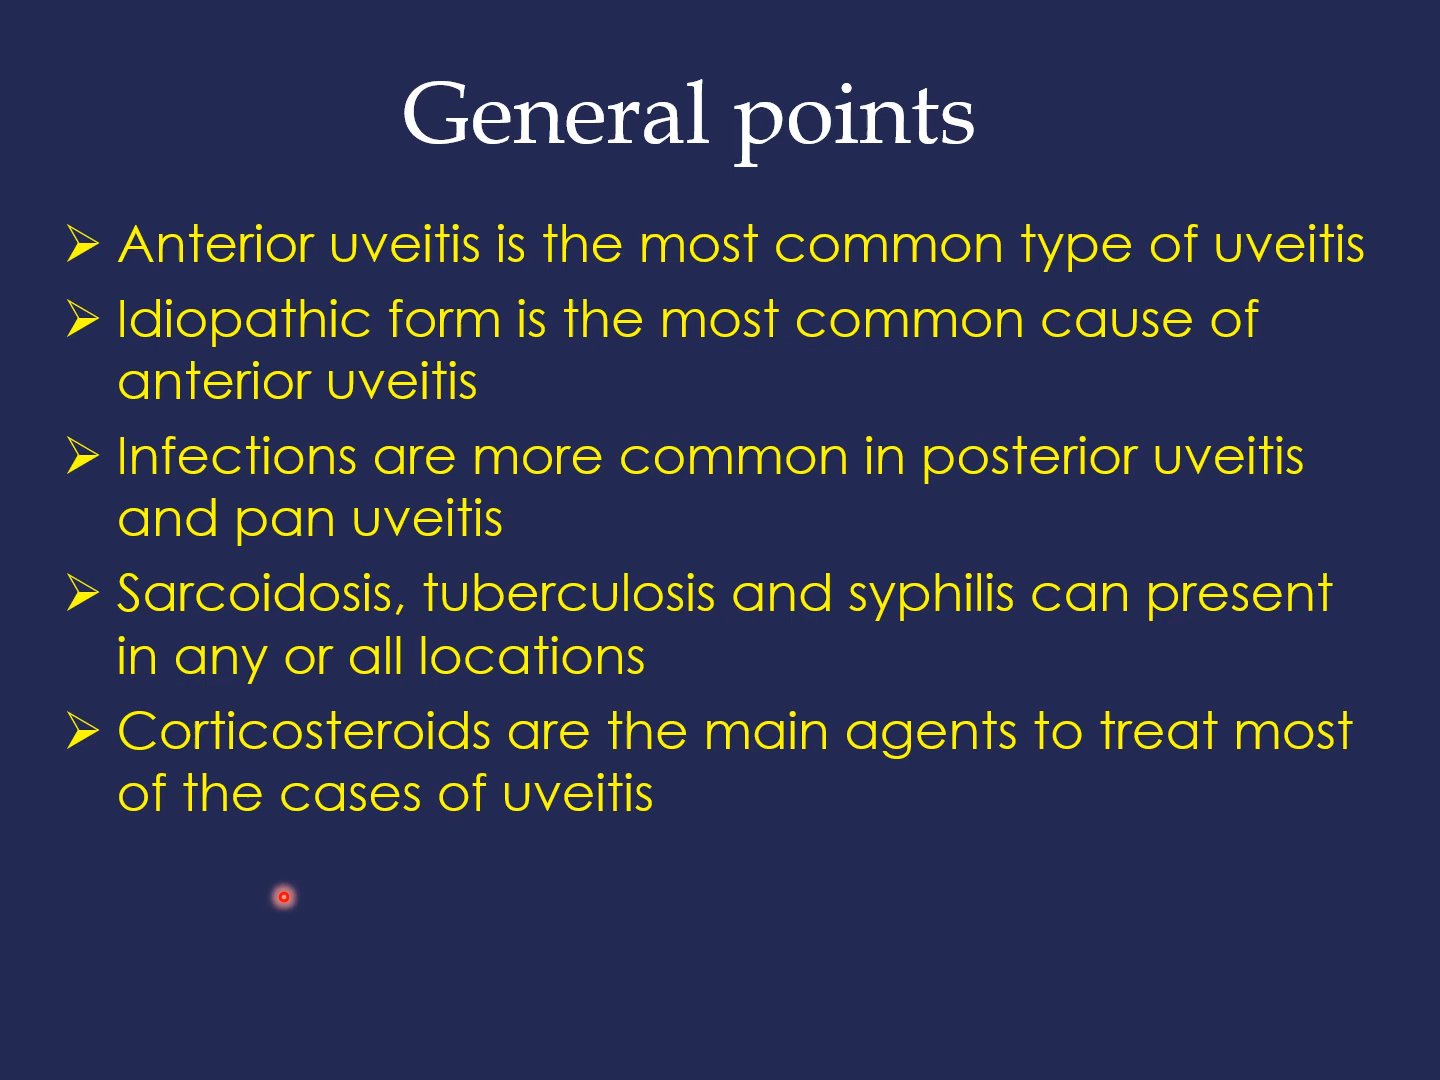 General points
➢ Anterior uveitis is the most common type of uveitis
➢ Idiopathic form is the most common cause of
anterior uveitis
➢ Infections are more common in posterior uveitis
and pan uveitis
➢ Sarcoidosis, tuberculosis and syphilis can present
in any or all locations
➢ Corticosteroids are the main agents to treat most
of the cases of uveitis